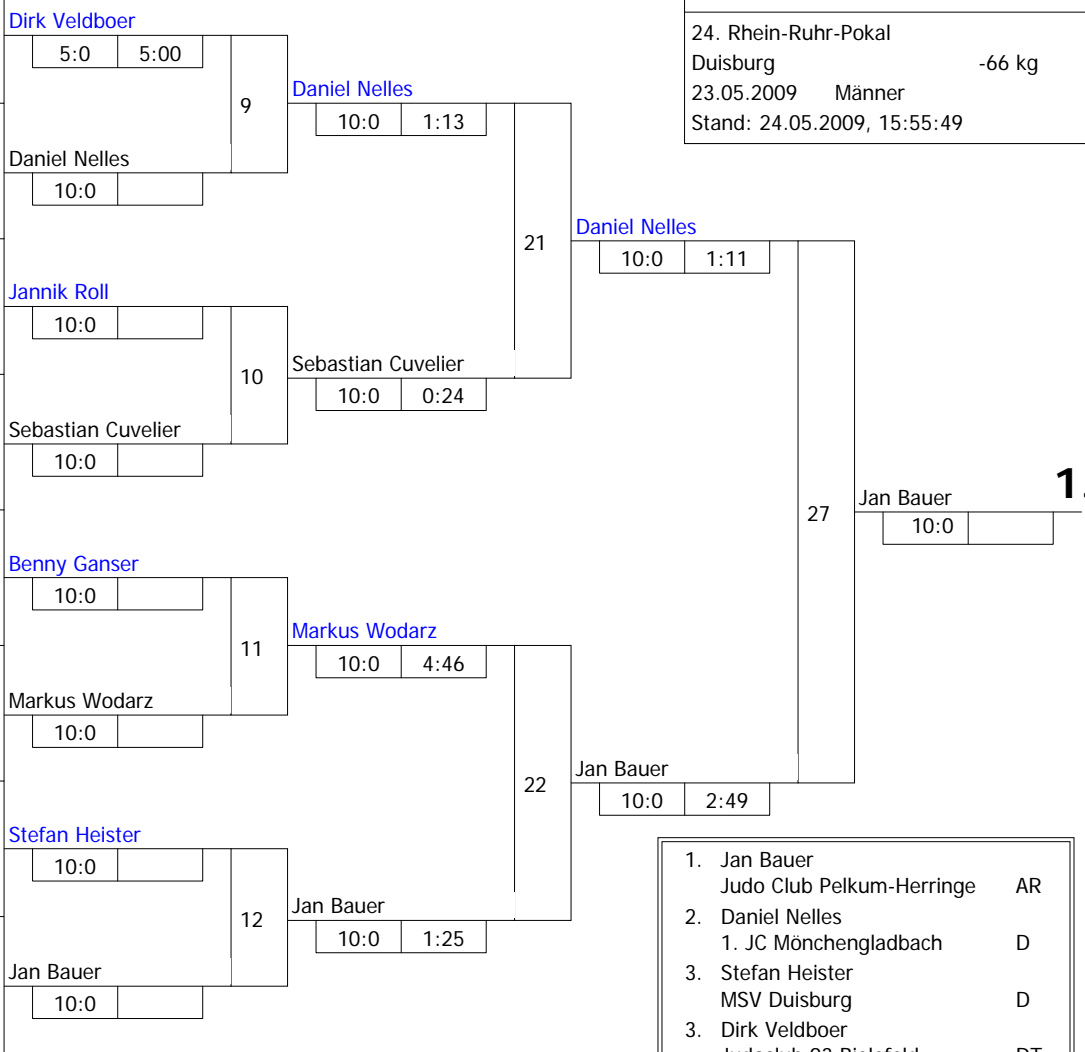 24. Rhein-Ruhr-Pokal
Duisburg -66 kg
23.05.2009 Männer
Stand: 24.05.2009, 15:55:49
Dirk Veldboer
5:0 5:00
9
Daniel Nelles
10:0
Daniel Nelles
10:0 1:13
21
Jannik Roll
10:0
10
Sebastian Cuvelier
10:0
Sebastian Cuvelier
10:0 0:24
Daniel Nelles
10:0 1:11
27
Benny Ganser
10:0
11
Markus Wodarz
10:0
Markus Wodarz
10:0 4:46
22
Stefan Heister
10:0
12
Jan Bauer
10:0
Jan Bauer
10:0 1:25
Jan Bauer
10:0 2:49
Jan Bauer 1.
10:0
1. Jan Bauer
Judo Club Pelkum-Herringe AR
2. Daniel Nelles
1. JC Mönchengladbach D
3. Stefan Heister
MSV Duisburg D
3. Dirk Veldboer